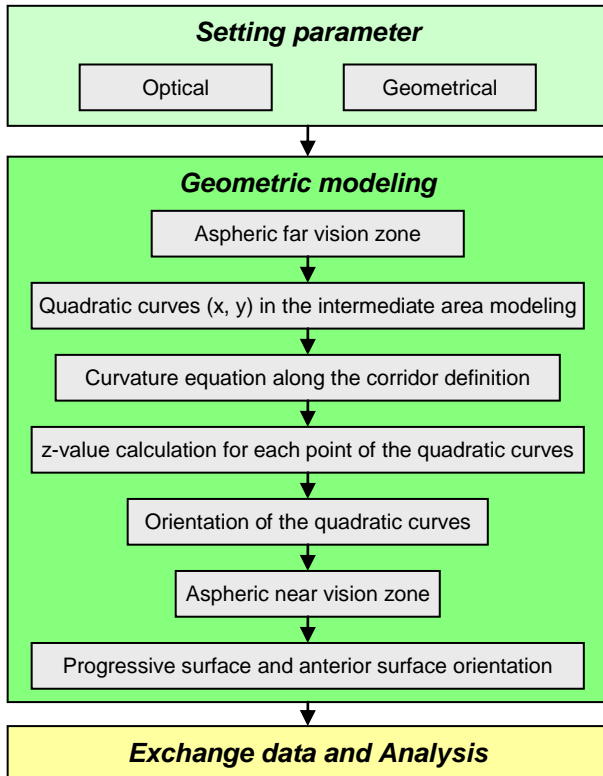 Setting parameter
Optical
Geometrical
Geometric modeling
Aspheric far vision zone
Quadratic curves (x, y) in the intermediate area modeling
Curvature equation along the corridor definition
z-value calculation for each point of the quadratic curves
Orientation of the quadratic curves
Aspheric near vision zone
Progressive surface and anterior surface orientation
Exchange data and Analysis